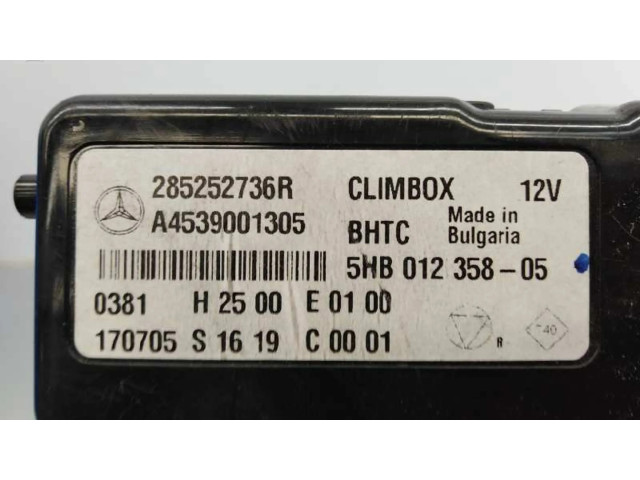 285252736R CLIMBOX 12V
A4539001305 BHTC Made in Bulgaria
5HB 012 358-05
0381 H 25 00 E 01 00
170705 S 16 19 C 00 01
R 40